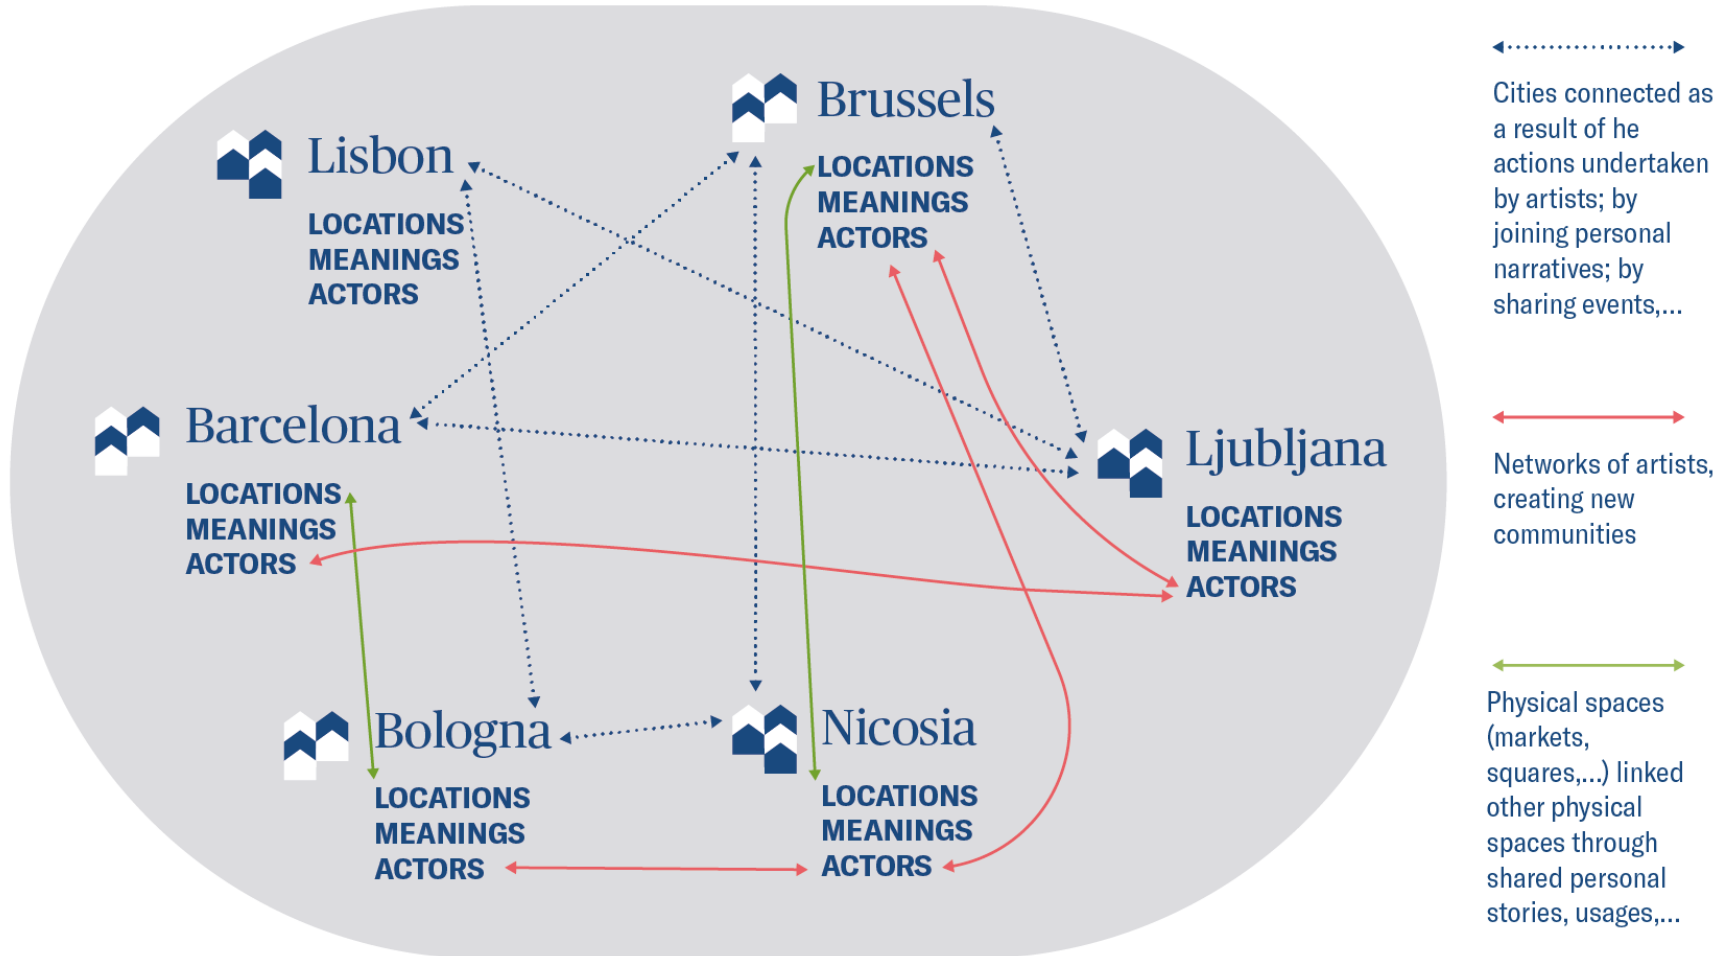 Lisbon
LOCATIONS
MEANINGS
ACTORS
Brussels
LOCATIONS
MEANINGS
ACTORS
Barcelona
LOCATIONS
MEANINGS
ACTORS
Ljubljana
LOCATIONS
MEANINGS
ACTORS
Bologna
LOCATIONS
MEANINGS
ACTORS
Nicosia
LOCATIONS
MEANINGS
ACTORS
Cities connected as
a result of he
actions undertaken
by artists; by
joining personal
narratives; by
sharing events,...
Networks of artists,
creating new
communities
Physical spaces
(markets,
squares,...) linked
other physical
spaces through
shared personal
stories, usages,...